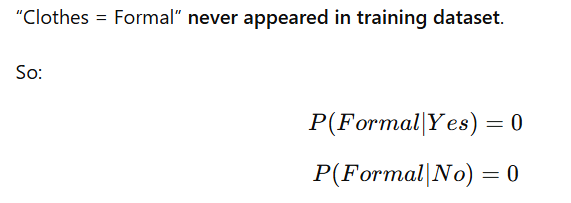 “Clothes = Formal” never appeared in training dataset.
So:
P(Formal|Yes) = 0
P(Formal|No) = 0